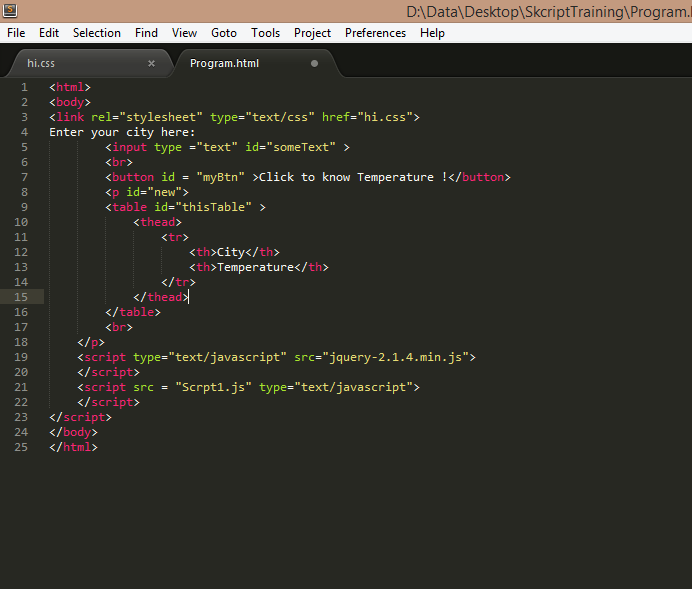 D:\Data\Desktop\SkcriptTraining\Program.
File Edit Selection Find View Goto Tools Project Preferences Help
hi.css × Program.html
1 <html>
2 <body>
3 <link rel="stylesheet" type="text/css" href="hi.css">
4 Enter your city here:
5 <input type ="text" id="someText" >
6 <br>
7 <button id = "myBtn" >Click to know Temperature !</button>
8 <p id="new">
9 <table id="thisTable" >
10 <thead>
11 <tr>
12 <th>City</th>
13 <th>Temperature</th>
14 </tr>
15 </thead>
16 </table>
17 <br>
18 </p>
19 <script type="text/javascript" src="jquery-2.1.4.min.js">
20 </script>
21 <script src = "Scrpt1.js" type="text/javascript">
22 </script>
23 </script>
24 </body>
25 </html>